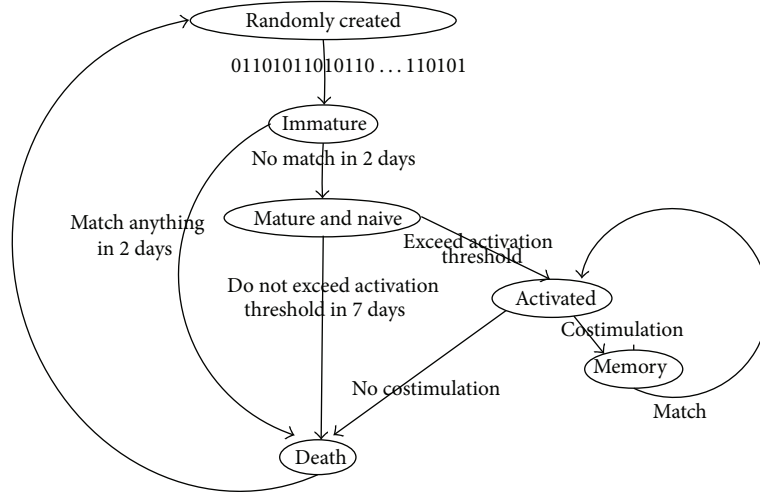 Randomly created
01101011010110 . . . 110101
Immature
No match in 2 days
Mature and naive
Match anything
in 2 days
Exceed activation
threshold
Do not exceed activation
threshold in 7 days
Activated
Costimulation
Memory
No costimulation
Match
Death